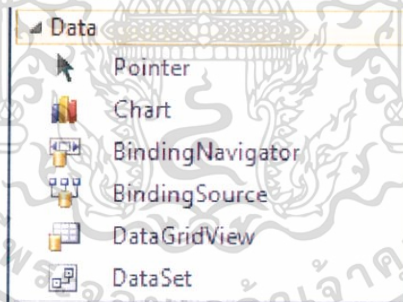 Data
Pointer
Chart
BindingNavigator
BindingSource
DataGridView
DataSet